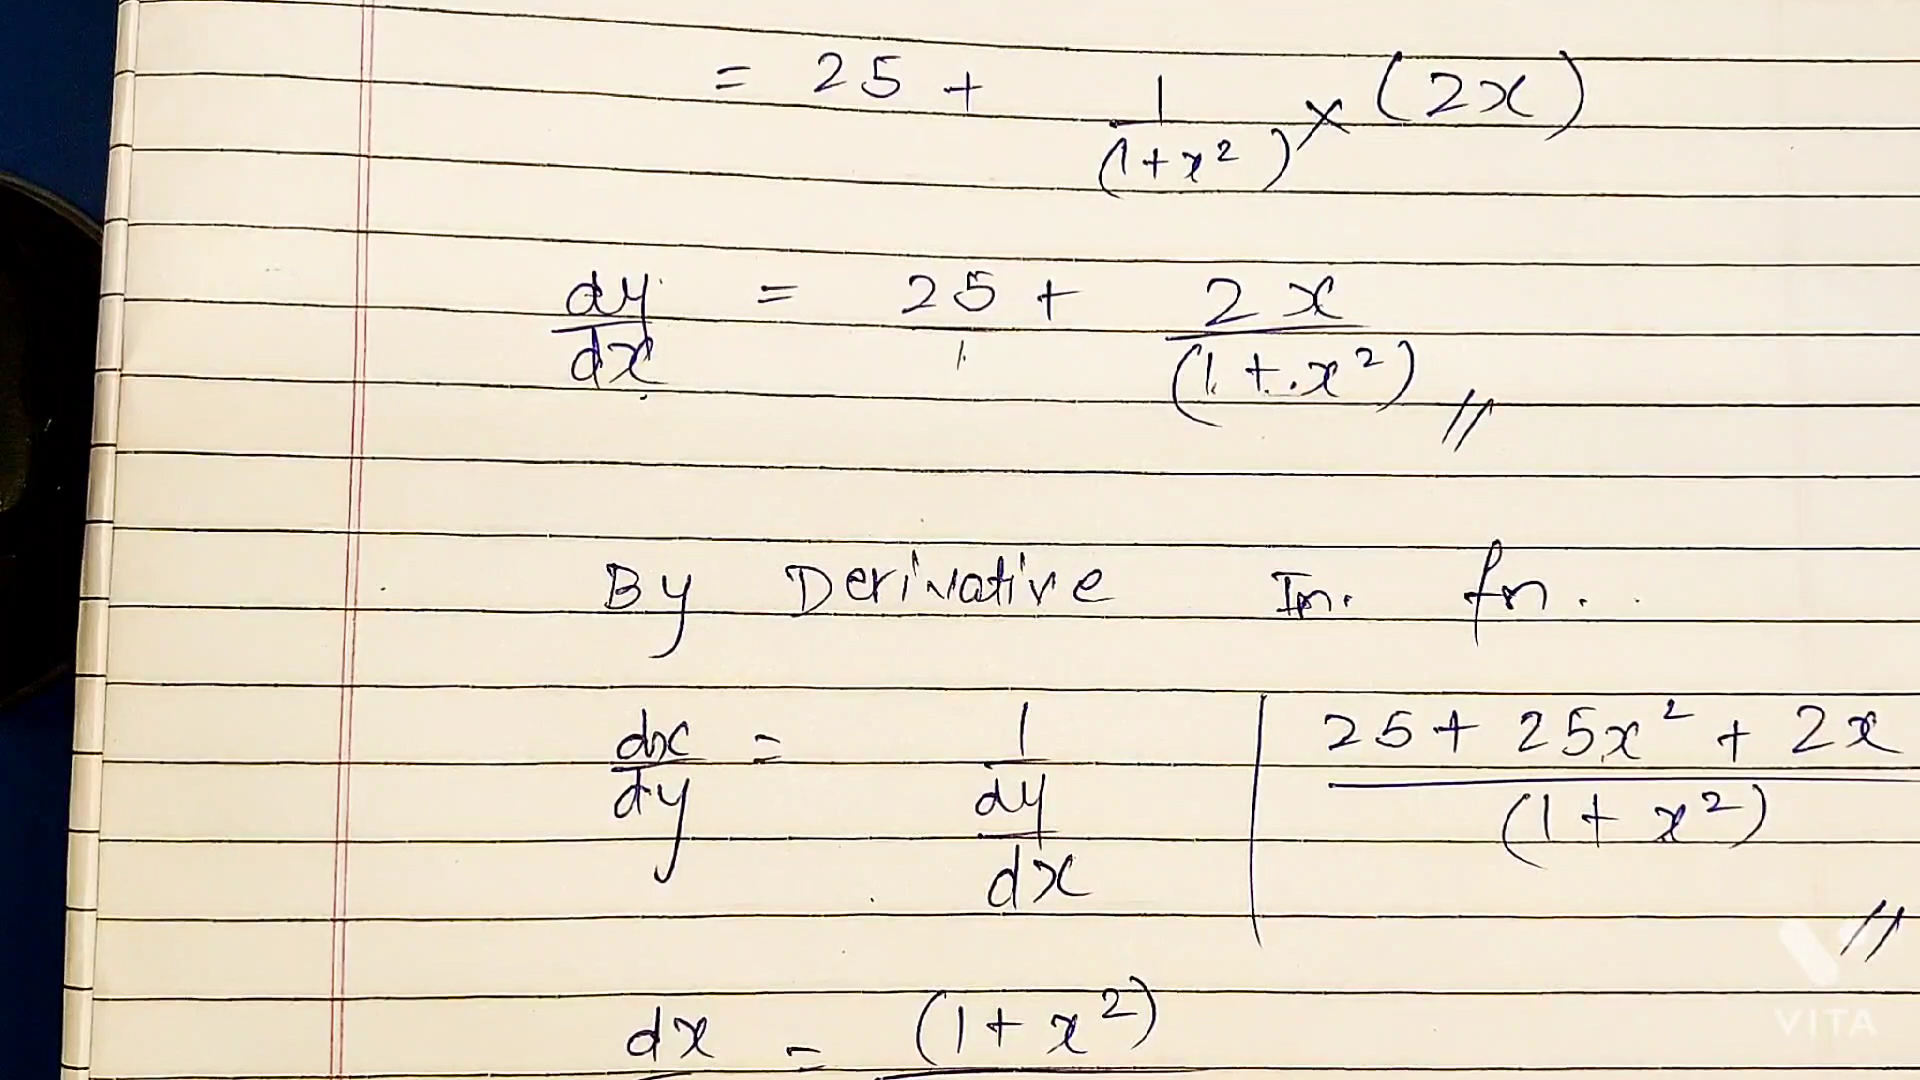 = 25 + 1/(1+x²) × (2x)
dy/dx = 25/1 + 2x/(1+x²) //
By Derivative In. fn..
dx/dy = 1/(dy/dx) | 25 + 25x² + 2x/(1+x²) //
dx = (1+x²)
VITA